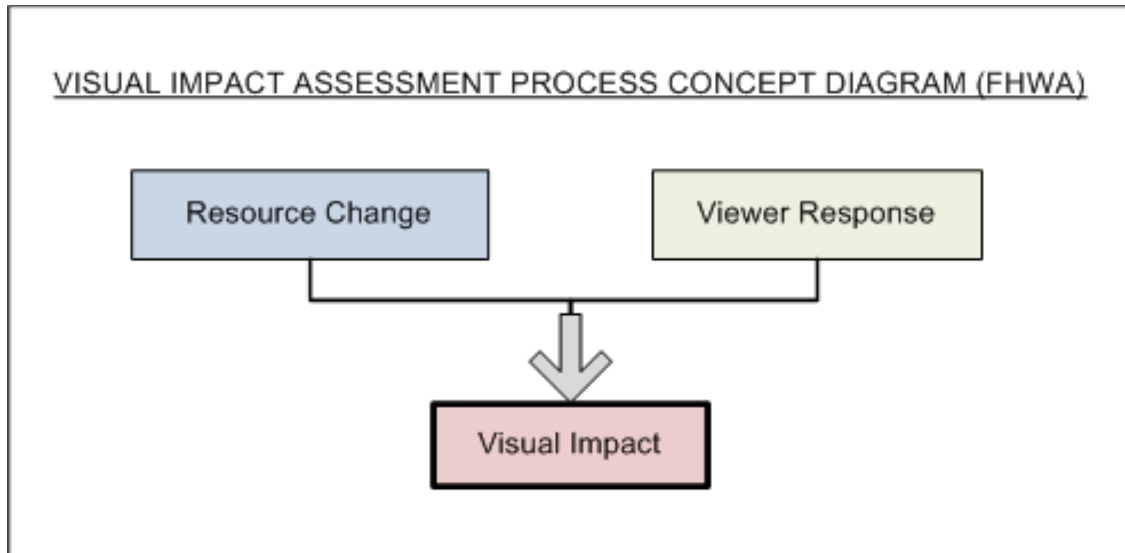 VISUAL IMPACT ASSESSMENT PROCESS CONCEPT DIAGRAM (FHWA)
Resource Change
Viewer Response
Visual Impact